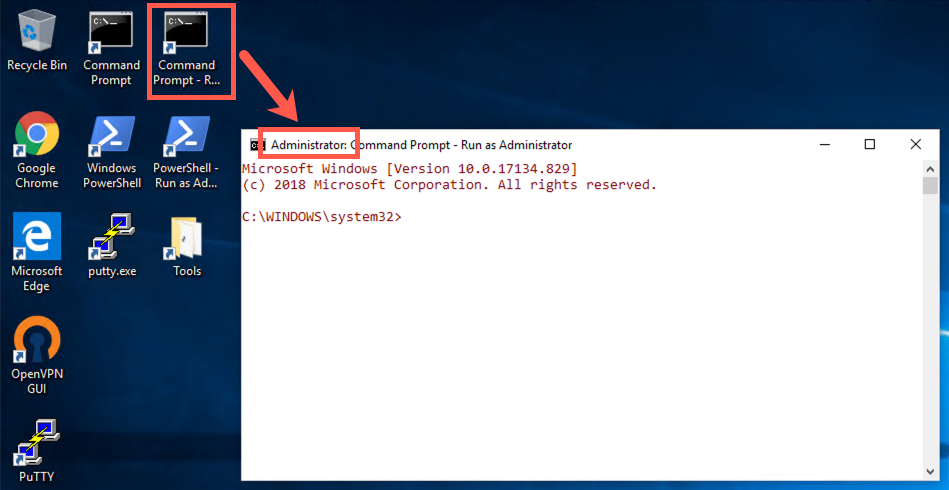 Recycle Bin
Command
Prompt
Command
Prompt - R...
Google
Chrome
Windows
PowerShell
PowerShell -
Run as Ad...
Microsoft
Edge
putty.exe
Tools
OpenVPN
GUI
PuTTY
Administrator: Command Prompt - Run as Administrator
Microsoft Windows [Version 10.0.17134.829]
(c) 2018 Microsoft Corporation. All rights reserved.
C:\WINDOWS\system32>